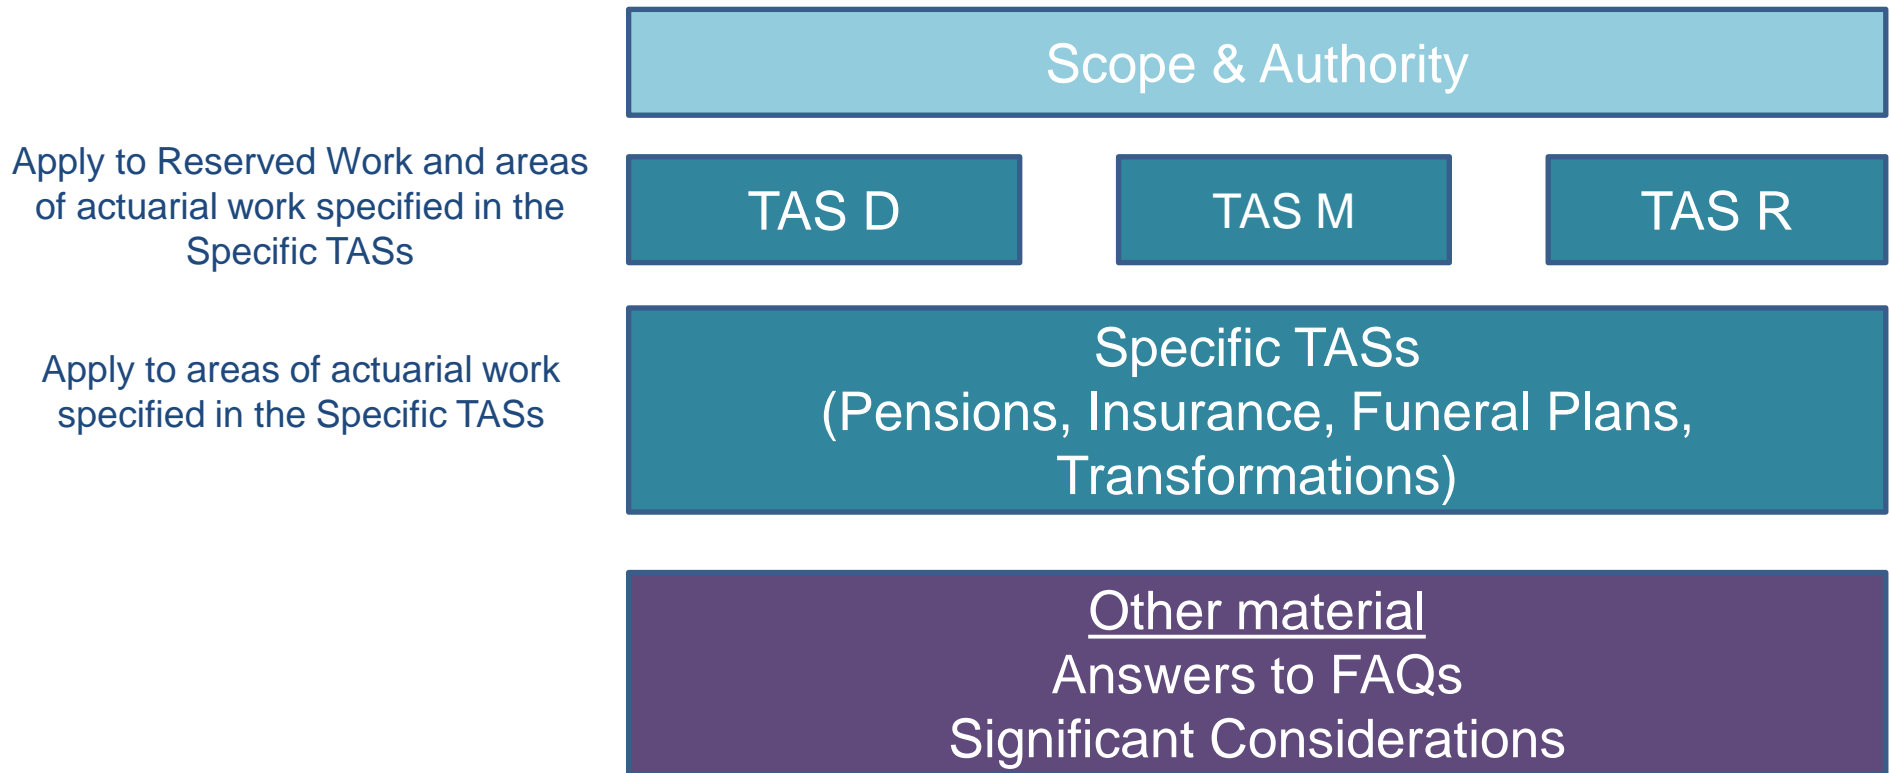 Scope & Authority
Apply to Reserved Work and areas
of actuarial work specified in the
Specific TASs
TAS D
TAS M
TAS R
Apply to areas of actuarial work
specified in the Specific TASs
Specific TASs
(Pensions, Insurance, Funeral Plans,
Transformations)
Other material
Answers to FAQs
Significant Considerations